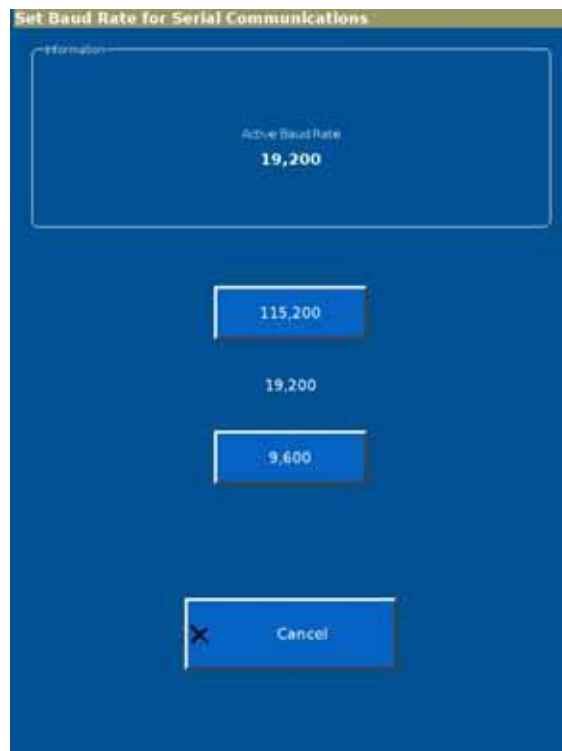 Set Baud Rate for Serial Communications
Information
Active Baud Rate
19,200
115,200
19,200
9,600
Cancel